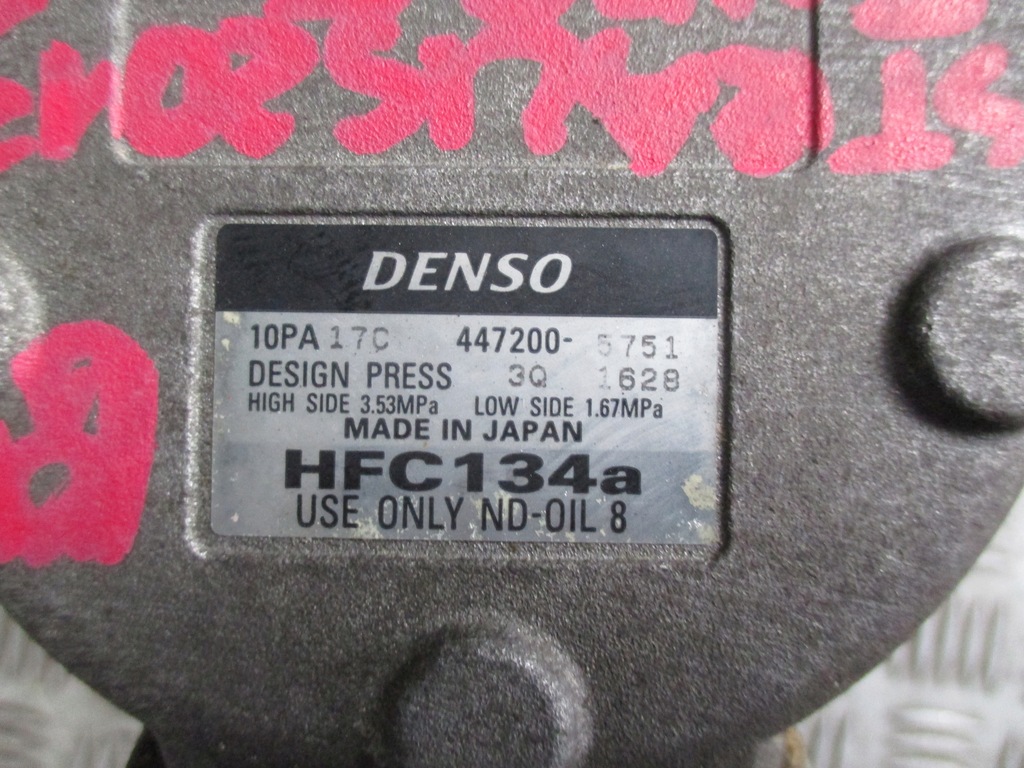 DENSO
10PA 17C 447200- 5751
DESIGN PRESS 3Q 1628
HIGH SIDE 3.53MPa LOW SIDE 1.67MPa
MADE IN JAPAN
HFC134a
USE ONLY ND-OIL 8